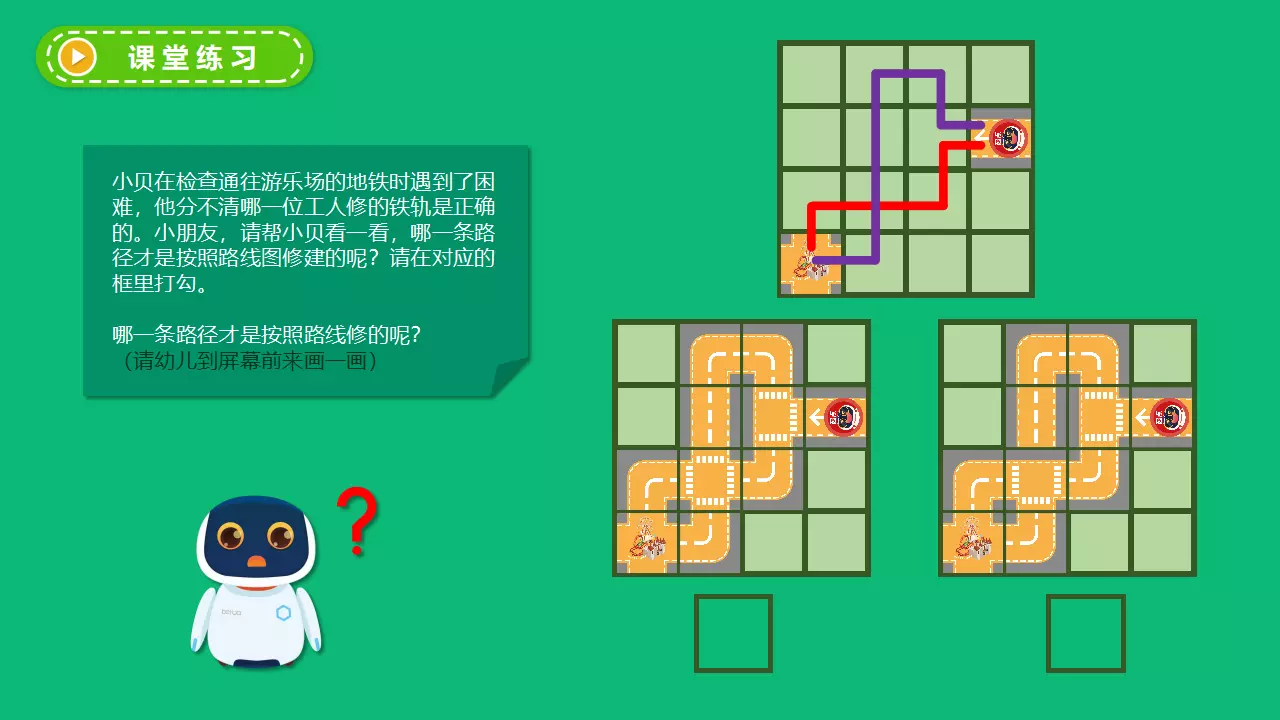 课堂练习
小贝在检查通往游乐场的地铁时遇到了困
难，他分不清哪一位工人修的铁轨是正确
的。小朋友，请帮小贝看一看，哪一条路
径才是按照路线图修建的呢？请在对应的
框里打勾。
哪一条路径才是按照路线修的呢？
（请幼儿到屏幕前来画一画）
?